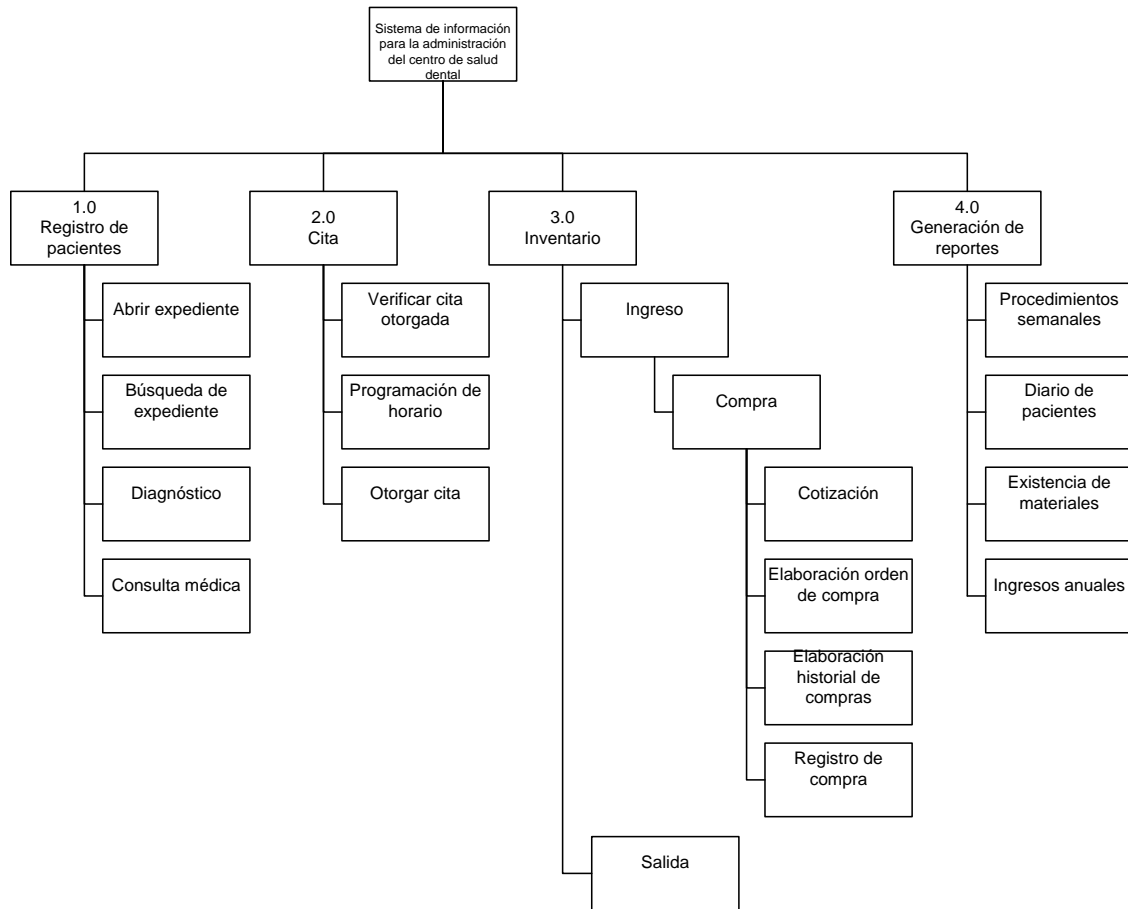 Sistema de información
para la administración
del centro de salud
dental
1.0
Registro de
pacientes
Abrir expediente
Búsqueda de
expediente
Diagnóstico
Consulta médica
2.0
Cita
Verificar cita
otorgada
Programación de
horario
Otorgar cita
3.0
Inventario
Ingreso
Compra
Cotización
Elaboración orden
de compra
Elaboración
historial de
compras
Registro de
compra
Salida
4.0
Generación de
reportes
Procedimientos
semanales
Diario de
pacientes
Existencia de
materiales
Ingresos anuales